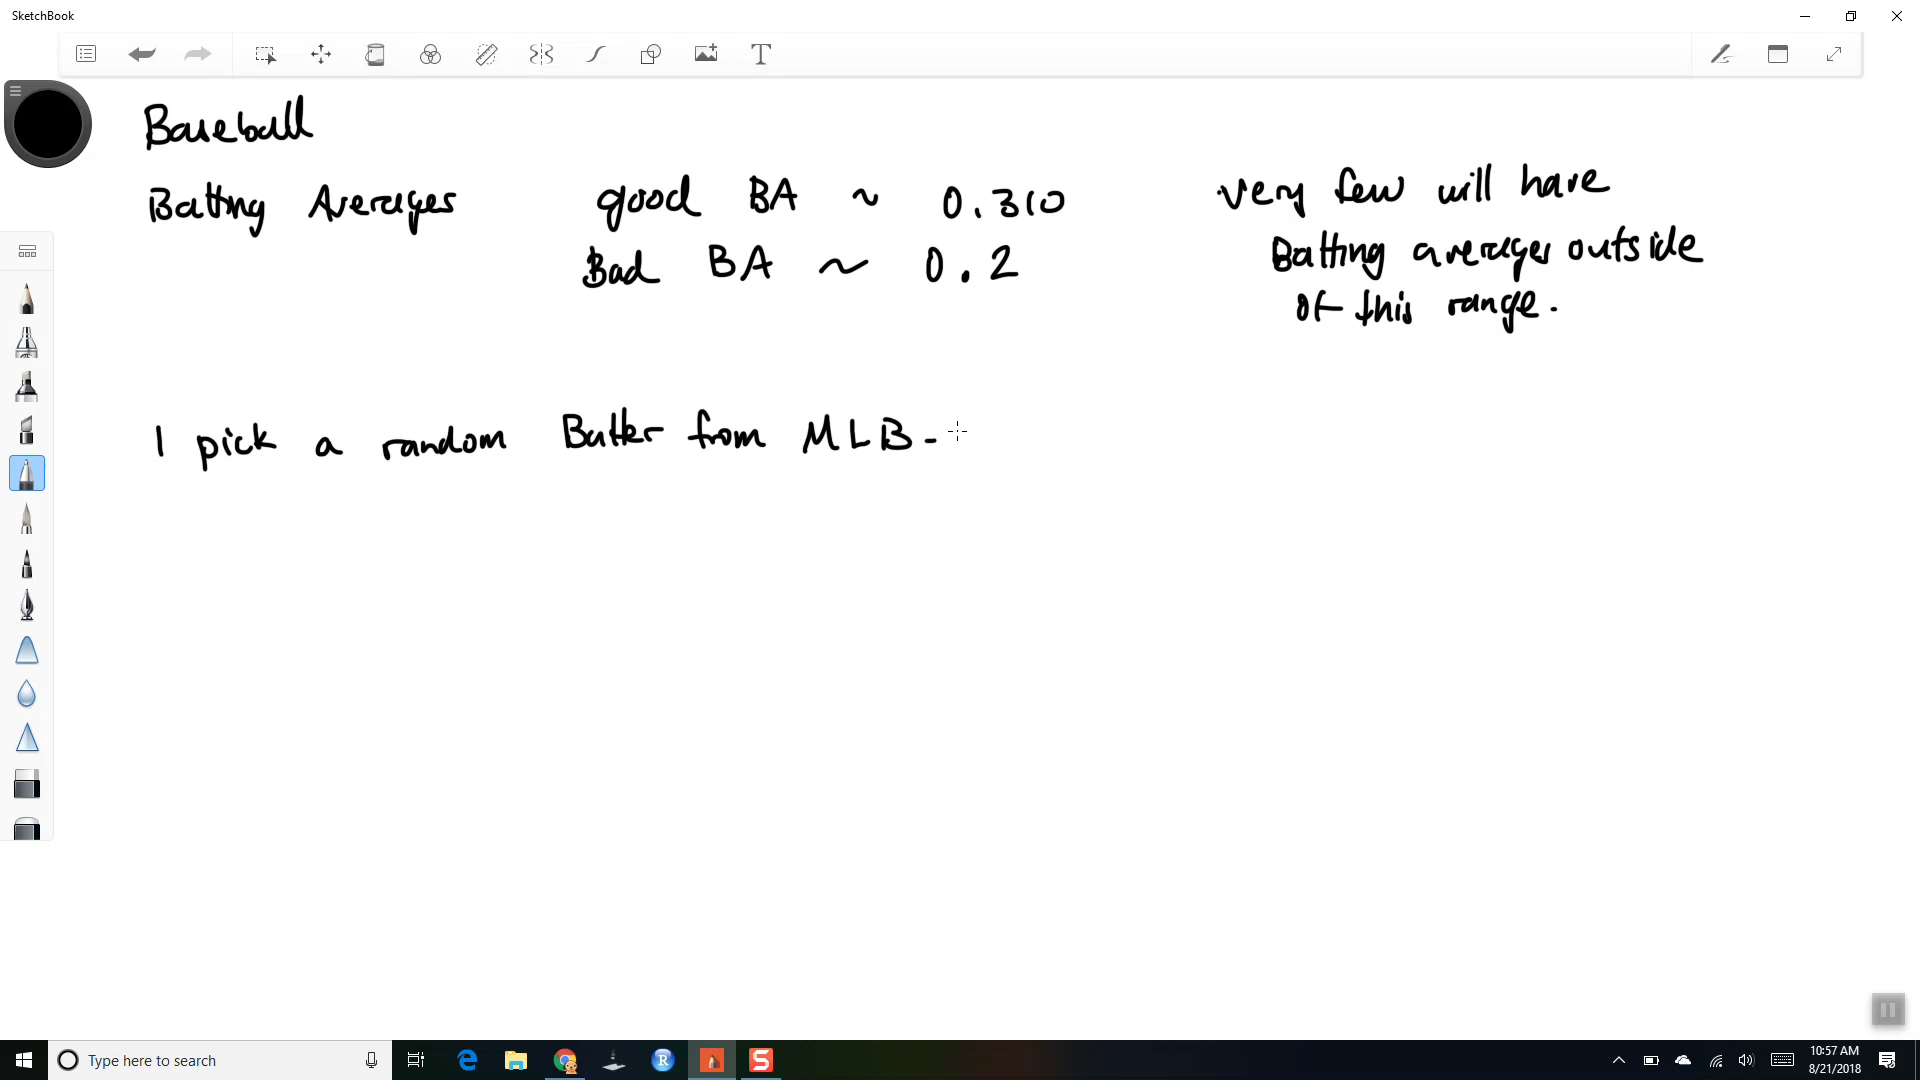 SketchBook
Baseball
Batting Averages
good BA ~ 0.310
Bad BA ~ 0.2
very few will have
Batting averages outside
of this range.
I pick a random Batter from MLB -
Type here to search
10:57 AM
8/21/2018